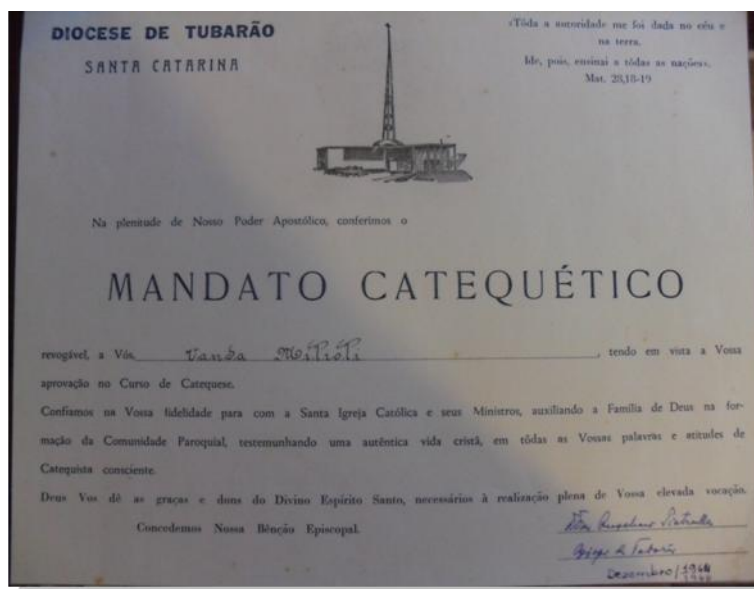 DIOCESE DE TUBARÃO
SANTA CATARINA
«Tôda a autoridade me foi dada no céu e
na terra.
Ide, pois, ensinai a tôdas as nações».
Mat. 28,18-19
Na plenitude de Nosso Poder Apostólico, conferimos o
MANDATO CATEQUÉTICO
revogável, a Vós, Vanda Milioli, tendo em vista a Vossa
aprovação no Curso de Catequese.
Confiamos na Vossa fidelidade para com a Santa Igreja Católica e seus Ministros, auxiliando a Família de Deus na for-
mação da Comunidade Paroquial, testemunhando uma autêntica vida cristã, em tôdas as Vossas palavras e atitudes de
Catequista consciente.
Deus Vos dê as graças e dons do Divino Espírito Santo, necessários à realização plena de Vossa elevada vocação.
Concedemos Nossa Bênção Episcopal.
Bispo de Tubarão
Dezembro/